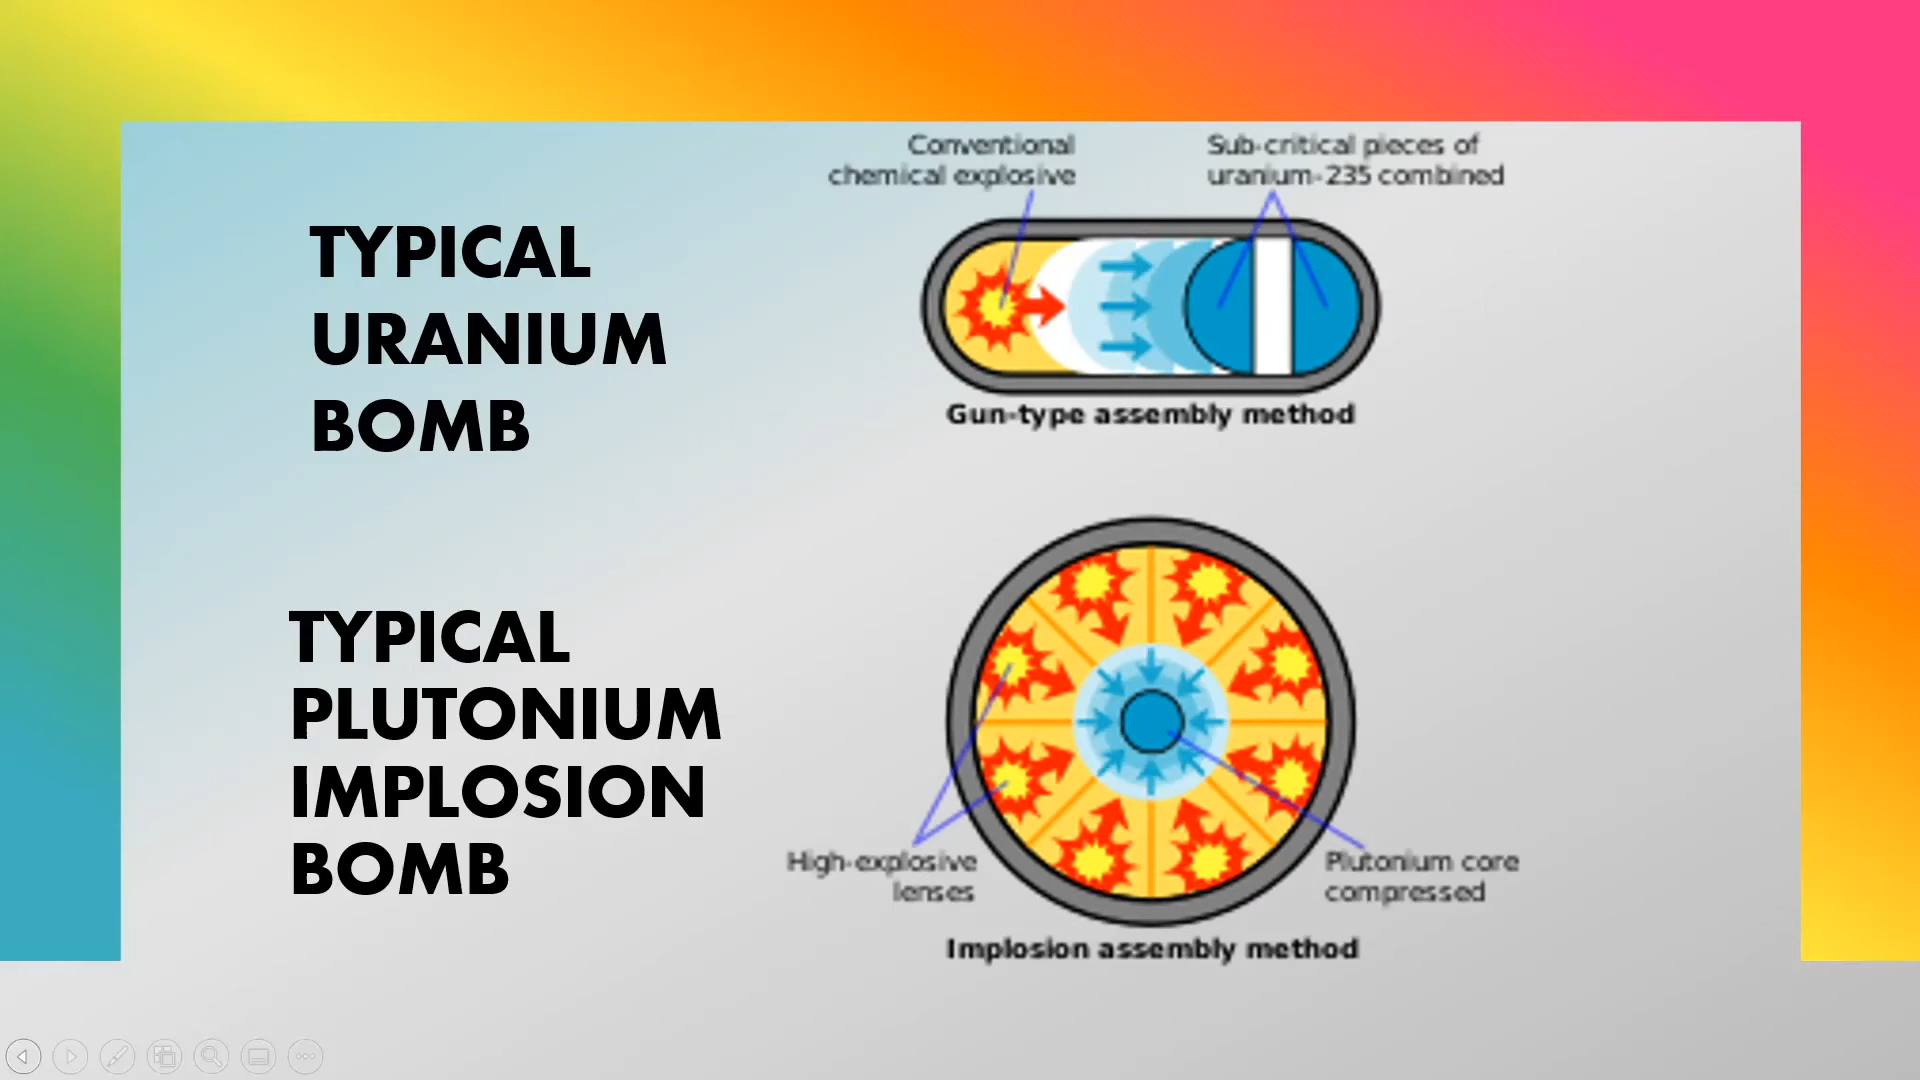 TYPICAL
URANIUM
BOMB
Conventional
chemical explosive
Sub-critical pieces of
uranium-235 combined
Gun-type assembly method
TYPICAL
PLUTONIUM
IMPLOSION
BOMB
High-explosive
lenses
Plutonium core
compressed
Implosion assembly method